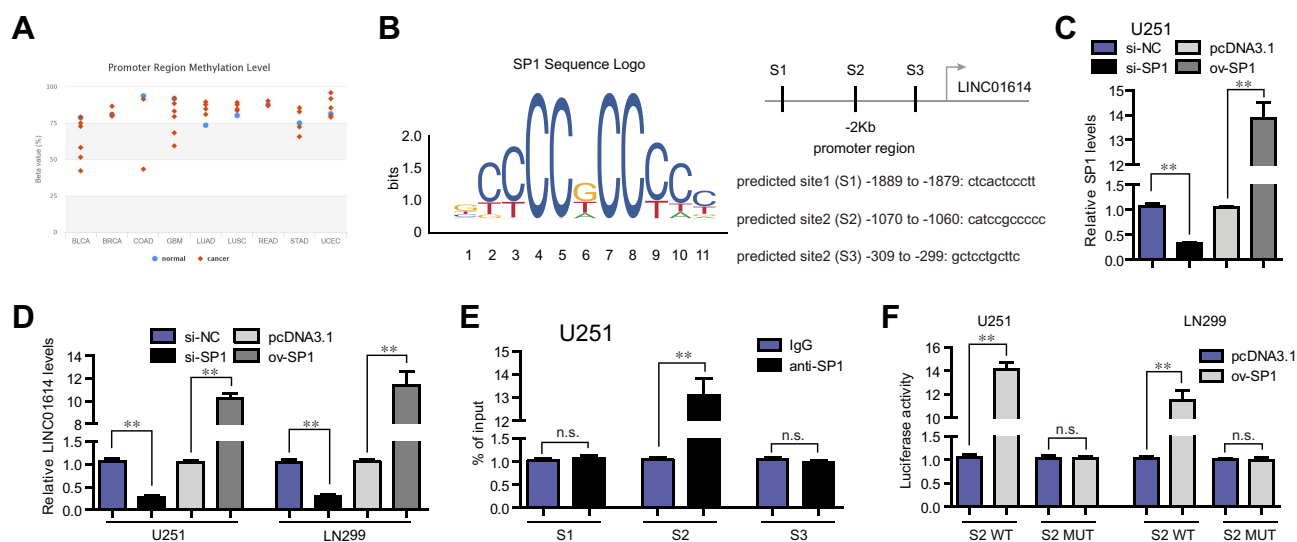 A
Promoter Region Methylation Level
Beta value (%)
100
75
50
25
0
BLCA BRCA COAD GBM LUAD LUSC READ STAD UCEC
normal cancer
B
SP1 Sequence Logo
bits
2.0
1.5
1.0
0.0
1 2 3 4 5 6 7 8 9 10 11
S1 S2 S3
LINC01614
-2Kb
promoter region
predicted site1 (S1) -1889 to -1879: ctcactccctt
predicted site2 (S2) -1070 to -1060: catccgccccc
predicted site2 (S3) -309 to -299: gctcctgcttc
C
U251
si-NC pcDNA3.1
si-SP1 ov-SP1
Relative SP1 levels
15
14
13
12
1.5
1.0
0.5
0.0
** **
D
si-NC pcDNA3.1
si-SP1 ov-SP1
Relative LINC01614 levels
14
12
10
8
1.5
1.0
0.5
0.0
** ** ** **
U251 LN299
E
U251
IgG
anti-SP1
% of input
15
14
13
12
1.5
1.0
0.5
0.0
n.s. ** n.s.
S1 S2 S3
F
U251 LN299
pcDNA3.1
ov-SP1
Luciferase activity
16
14
12
10
1.5
1.0
0.5
0.0
** n.s. ** n.s.
S2 WT S2 MUT S2 WT S2 MUT